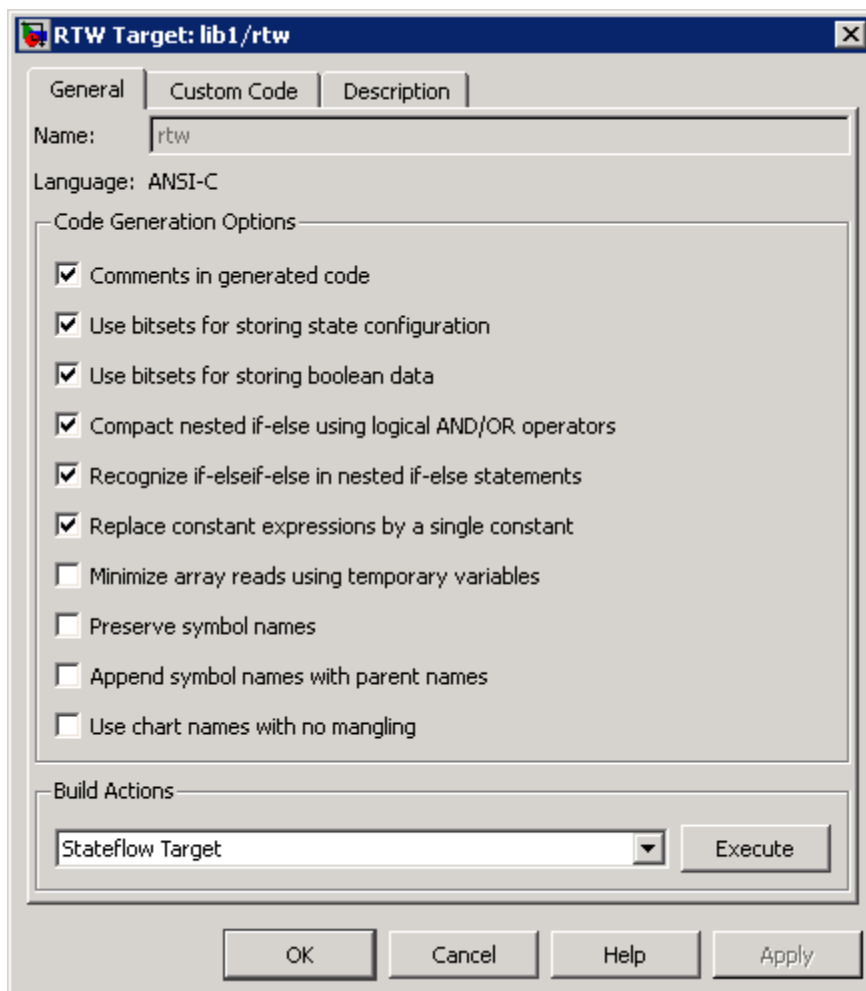 RTW Target: lib1/rtw
General Custom Code Description
Name: rtw
Language: ANSI-C
Code Generation Options
Comments in generated code
Use bitsets for storing state configuration
Use bitsets for storing boolean data
Compact nested if-else using logical AND/OR operators
Recognize if-elseif-else in nested if-else statements
Replace constant expressions by a single constant
Minimize array reads using temporary variables
Preserve symbol names
Append symbol names with parent names
Use chart names with no mangling
Build Actions
Stateflow Target Execute
OK Cancel Help Apply